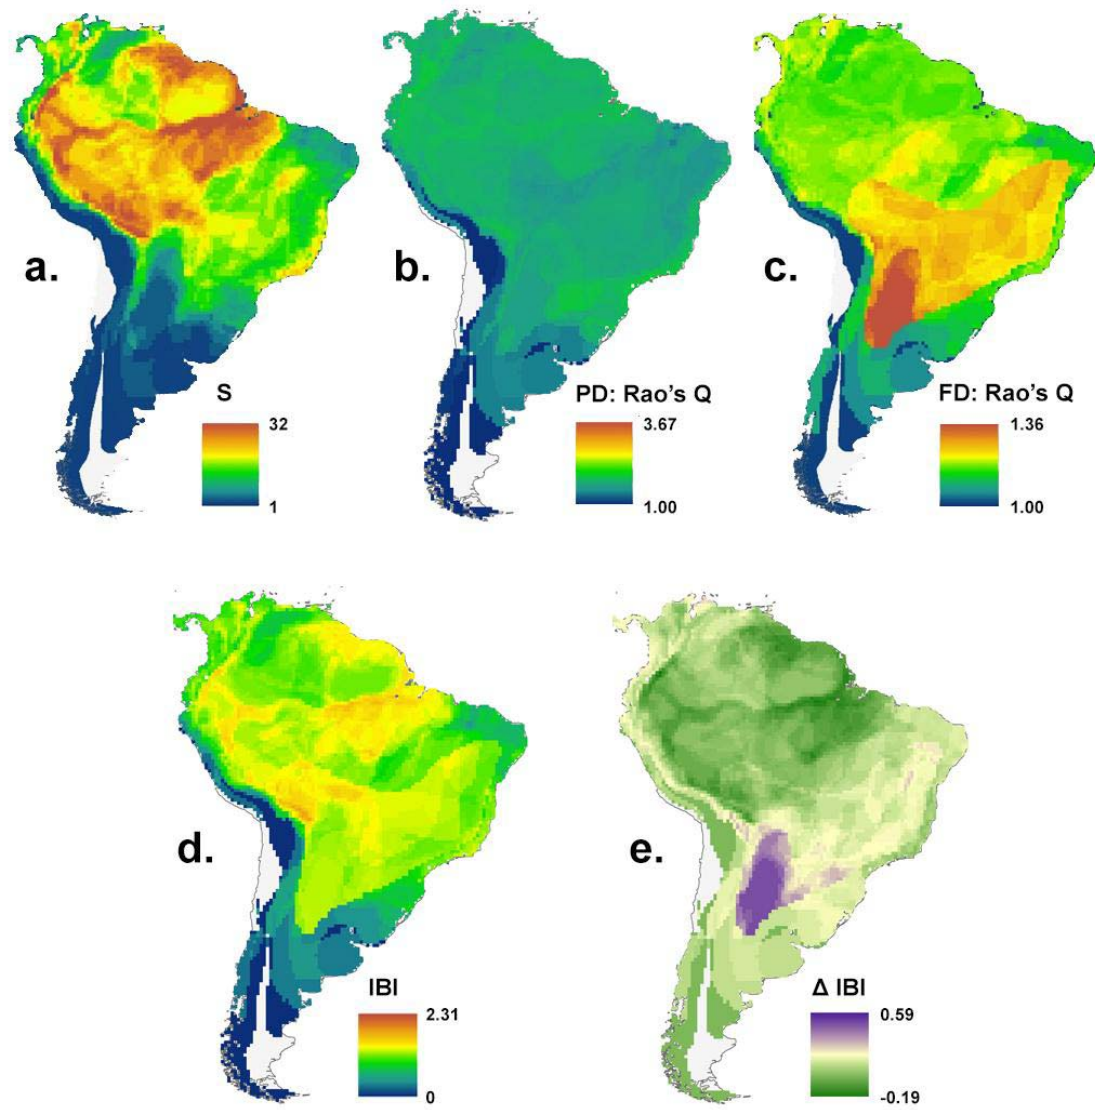 a.
S
32
1
b.
PD: Rao's Q
3.67
1.00
c.
FD: Rao's Q
1.36
1.00
d.
IBI
2.31
0
e.
Δ IBI
0.59
-0.19